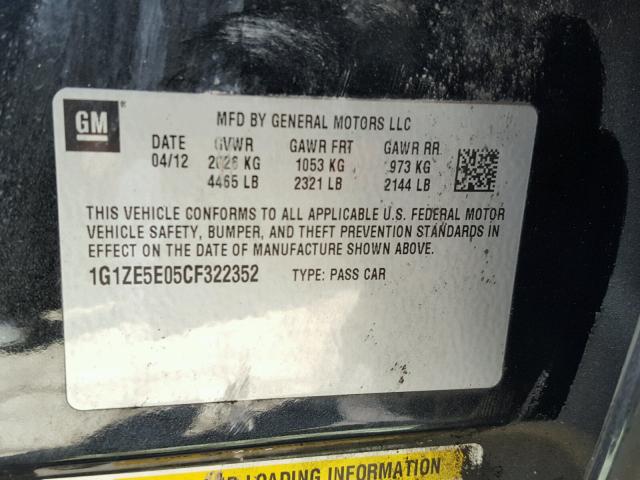 GM
MFD BY GENERAL MOTORS LLC
DATE GVWR GAWR FRT GAWR RR
04/12 2026 KG 1053 KG 973 KG
4465 LB 2321 LB 2144 LB
THIS VEHICLE CONFORMS TO ALL APPLICABLE U.S. FEDERAL MOTOR
VEHICLE SAFETY, BUMPER, AND THEFT PREVENTION STANDARDS IN
EFFECT ON THE DATE OF MANUFACTURE SHOWN ABOVE.
1G1ZE5E05CF322352 TYPE: PASS CAR
LOADING INFORMATION